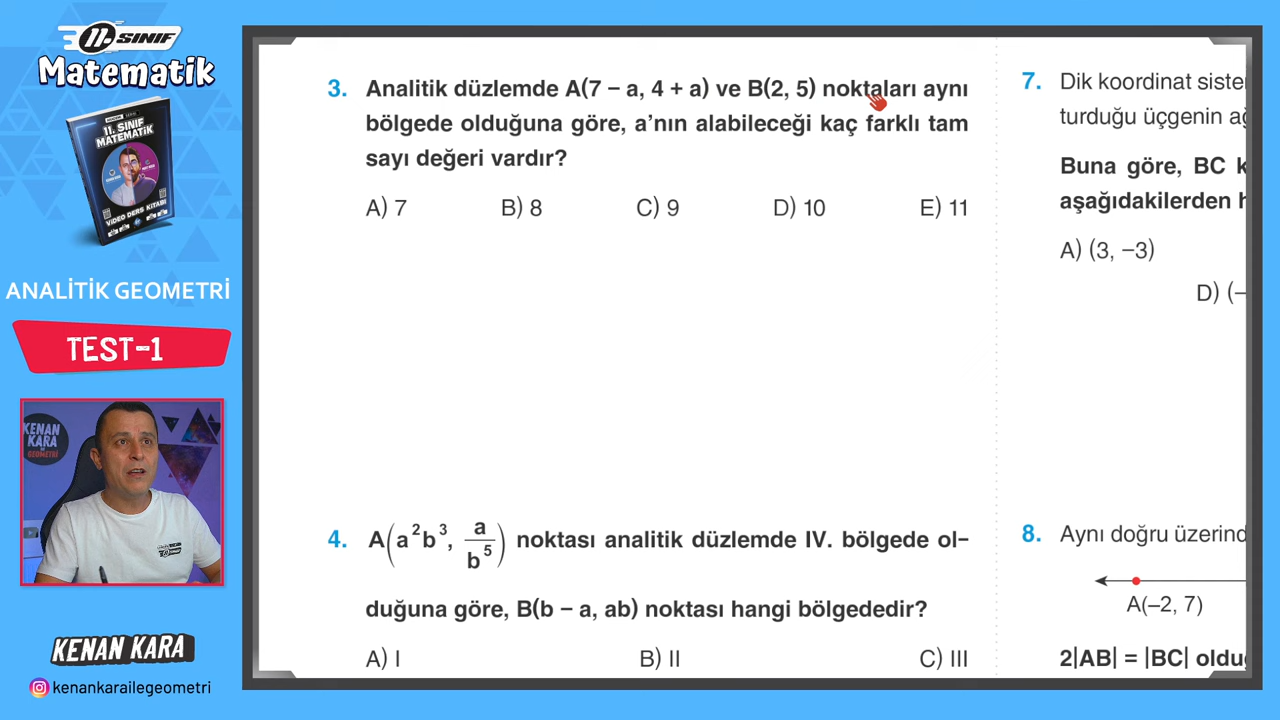 11.SINIF
Matematik
11. SINIF
MATEMATİK
VİDEO DERS KİTABI
ANALİTİK GEOMETRİ
TEST-1
KENAN
KARA
GEOMETRİ
KENAN KARA
kenankarailegeometri
3. Analitik düzlemde A(7 – a, 4 + a) ve B(2, 5) noktaları aynı
bölgede olduğuna göre, a’nın alabileceği kaç farklı tam
sayı değeri vardır?
A) 7 B) 8 C) 9 D) 10 E) 11
4. A(a²b³, a/b⁵) noktası analitik düzlemde IV. bölgede ol–
duğuna göre, B(b – a, ab) noktası hangi bölgededir?
A) I B) II C) III
7. Dik koordinat siste
turduğu üçgenin ağ
Buna göre, BC k
aşağıdakilerden h
A) (3, –3)
D) (–
8. Aynı doğru üzerind
A(–2, 7)
2|AB| = |BC| oldu